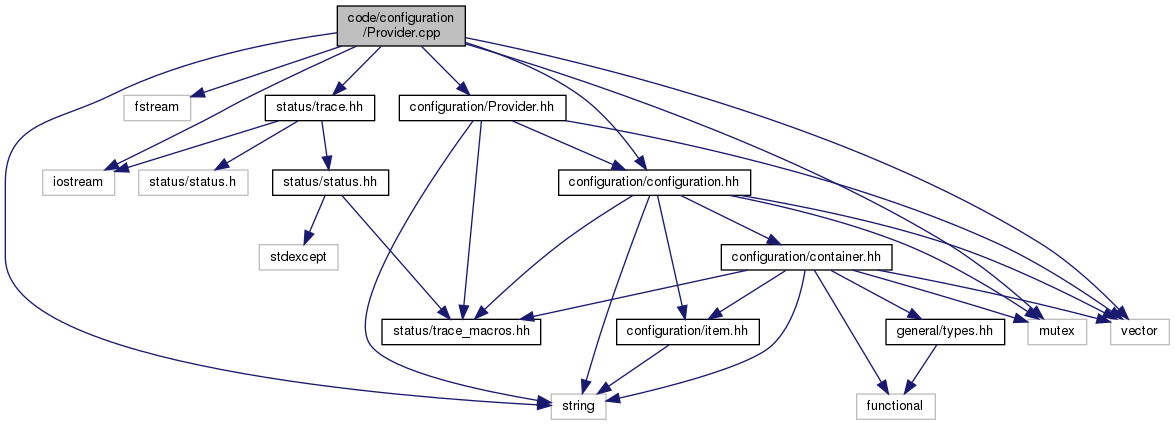 code/configuration
/Provider.cpp
fstream
status/trace.hh
configuration/Provider.hh
iostream
status/status.h
status/status.hh
configuration/configuration.hh
stdexcept
configuration/container.hh
status/trace_macros.hh
configuration/item.hh
general/types.hh
mutex
vector
string
functional